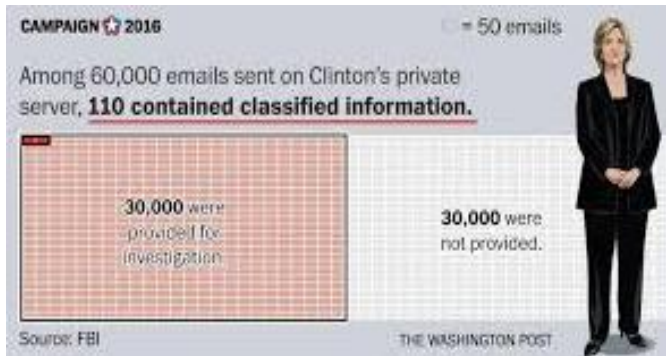 CAMPAIGN 2016
= 50 emails
Among 60,000 emails sent on Clinton's private
server, 110 contained classified information.
30,000 were
provided for
investigation
30,000 were
not provided.
Source: FBI
THE WASHINGTON POST